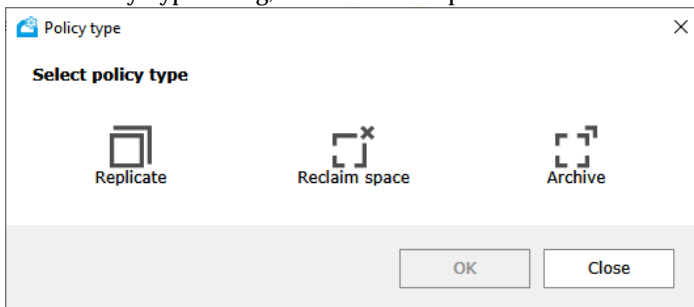 Policy type
Select policy type
Replicate
Reclaim space
Archive
OK
Close